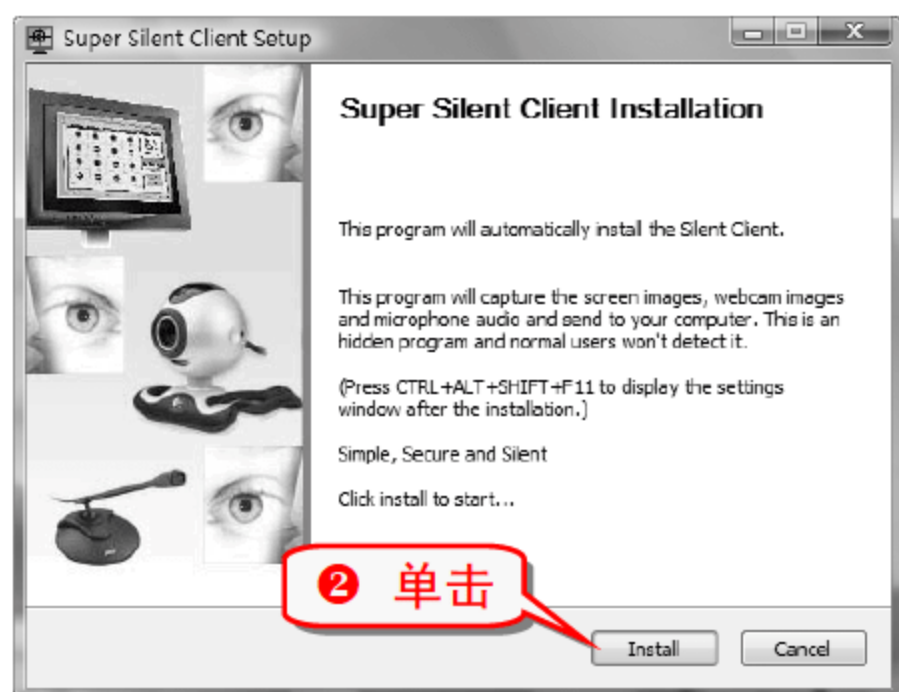 Super Silent Client Setup
Super Silent Client Installation
This program will automatically install the Silent Client.
This program will capture the screen images, webcam images
and microphone audio and send to your computer. This is an
hidden program and normal users won't detect it.
(Press CTRL+ALT+SHIFT+F11 to display the settings
window after the installation.)
Simple, Secure and Silent
Click install to start...
❷ 单击
Install
Cancel